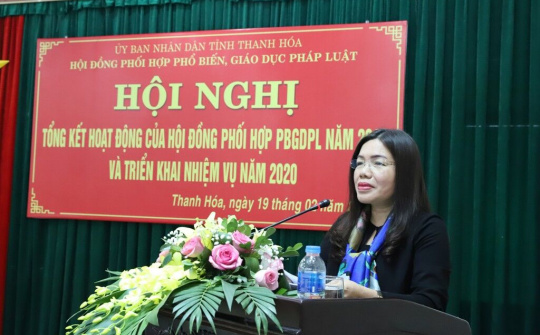 ỦY BAN NHÂN DÂN TỈNH THANH HÓA
HỘI ĐỒNG PHỐI HỢP PHỔ BIẾN, GIÁO DỤC PHÁP LUẬT
HỘI NGHỊ
TỔNG KẾT HOẠT ĐỘNG CỦA HỘI ĐỒNG PHỐI HỢP PBGDPL NĂM
VÀ TRIỂN KHAI NHIỆM VỤ NĂM 2020
Thanh Hóa, ngày 19 tháng